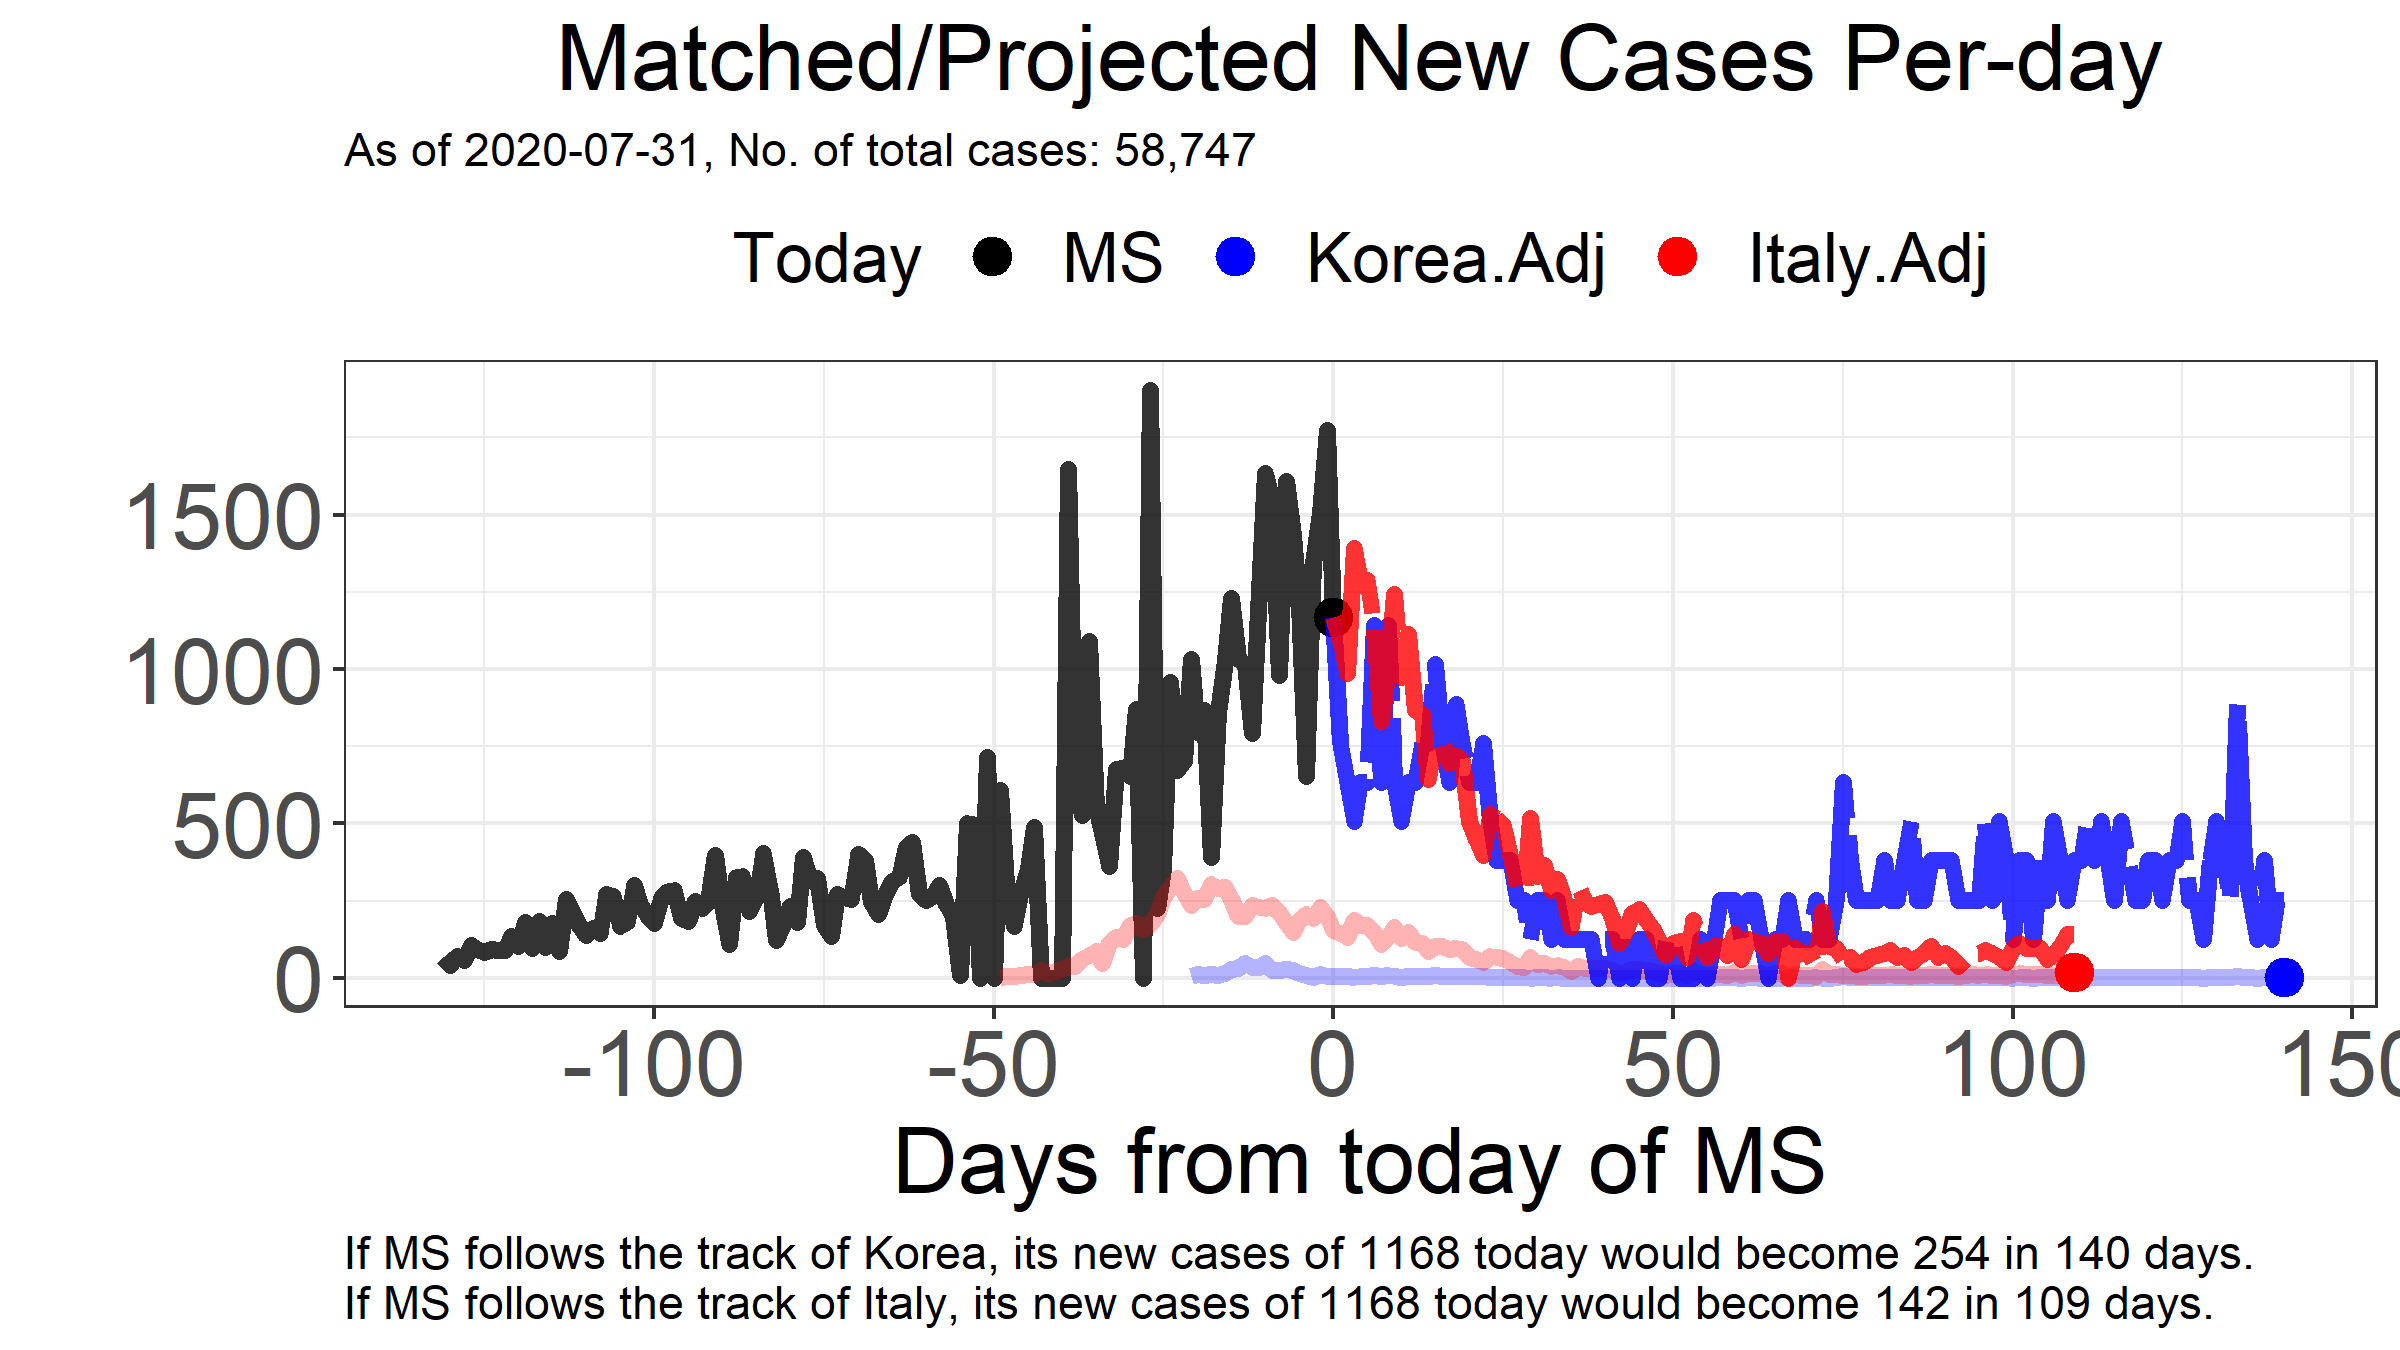 Matched/Projected New Cases Per-day
As of 2020-07-31, No. of total cases: 58,747
Today MS Korea.Adj Italy.Adj
1500
1000
500
0
-100 -50 0 50 100 150
Days from today of MS
If MS follows the track of Korea, its new cases of 1168 today would become 254 in 140 days.
If MS follows the track of Italy, its new cases of 1168 today would become 142 in 109 days.